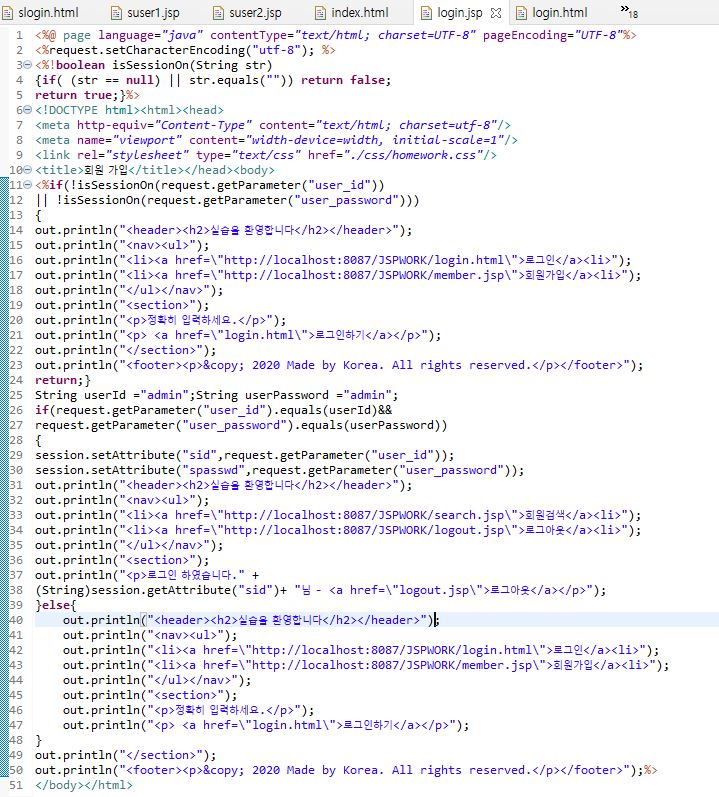 slogin.html suser1.jsp suser2.jsp index.html login.jsp login.html »18
1 <%@ page language="java" contentType="text/html; charset=UTF-8" pageEncoding="UTF-8"%>
2 <%request.setCharacterEncoding("utf-8"); %>
3 <%!boolean isSessionOn(String str)
4 {if( (str == null) || str.equals("")) return false;
5 return true;}%>
6 <!DOCTYPE html><html><head>
7 <meta http-equiv="Content-Type" content="text/html; charset=utf-8"/>
8 <meta name="viewport" content="width-device=width, initial-scale=1"/>
9 <link rel="stylesheet" type="text/css" href="./css/homework.css"/>
10 <title>회원 가입</title></head><body>
11 <%if(!isSessionOn(request.getParameter("user_id"))
12 || !isSessionOn(request.getParameter("user_password")))
13 {
14 out.println("<header><h2>실습을 환영합니다</h2></header>");
15 out.println("<nav><ul>");
16 out.println("<li><a href=\"http://localhost:8087/JSPWORK/login.html\">로그인</a><li>");
17 out.println("<li><a href=\"http://localhost:8087/JSPWORK/member.jsp\">회원가입</a><li>");
18 out.println("</ul></nav>");
19 out.println("<section>");
20 out.println("<p>정확히 입력하세요.</p>");
21 out.println("<p> <a href=\"login.html\">로그인하기</a></p>");
22 out.println("</section>");
23 out.println("<footer><p>&copy; 2020 Made by Korea. All rights reserved.</p></footer>");
24 return;}
25 String userId ="admin";String userPassword ="admin";
26 if(request.getParameter("user_id").equals(userId)&&
27 request.getParameter("user_password").equals(userPassword))
28 {
29 session.setAttribute("sid",request.getParameter("user_id"));
30 session.setAttribute("spasswd",request.getParameter("user_password"));
31 out.println("<header><h2>실습을 환영합니다</h2></header>");
32 out.println("<nav><ul>");
33 out.println("<li><a href=\"http://localhost:8087/JSPWORK/search.jsp\">회원검색</a><li>");
34 out.println("<li><a href=\"http://localhost:8087/JSPWORK/logout.jsp\">로그아웃</a><li>");
35 out.println("</ul></nav>");
36 out.println("<section>");
37 out.println("<p>로그인 하였습니다." +
38 (String)session.getAttribute("sid")+ "님 - <a href=\"logout.jsp\">로그아웃</a></p>");
39 }else{
40 out.println("<header><h2>실습을 환영합니다</h2></header>");
41 out.println("<nav><ul>");
42 out.println("<li><a href=\"http://localhost:8087/JSPWORK/login.html\">로그인</a><li>");
43 out.println("<li><a href=\"http://localhost:8087/JSPWORK/member.jsp\">회원가입</a><li>");
44 out.println("</ul></nav>");
45 out.println("<section>");
46 out.println("<p>정확히 입력하세요.</p>");
47 out.println("<p> <a href=\"login.html\">로그인하기</a></p>");
48 }
49 out.println("</section>");
50 out.println("<footer><p>&copy; 2020 Made by Korea. All rights reserved.</p></footer>");%>
51 </body></html>